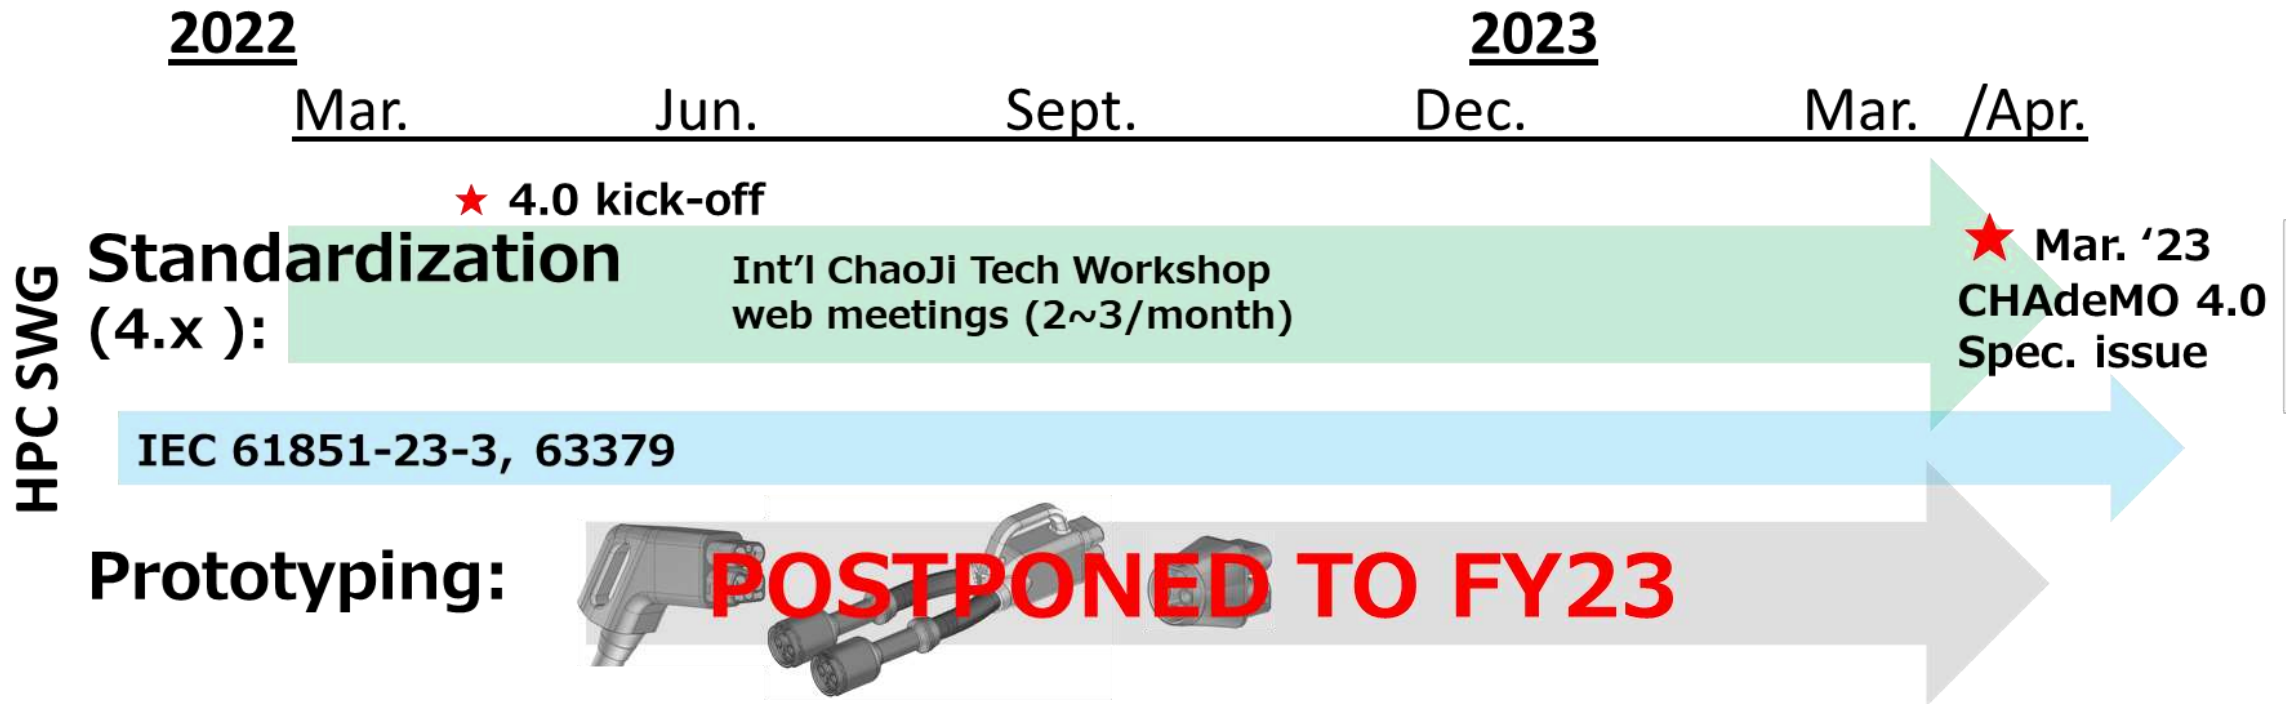 2022 2023
Mar. Jun. Sept. Dec. Mar. /Apr.
★ 4.0 kick-off
HPC SWG
Standardization
(4.x ):
Int’l ChaoJi Tech Workshop
web meetings (2~3/month)
★ Mar. ‘23
CHAdeMO 4.0
Spec. issue
IEC 61851-23-3, 63379
Prototyping:
POSTPONED TO FY23